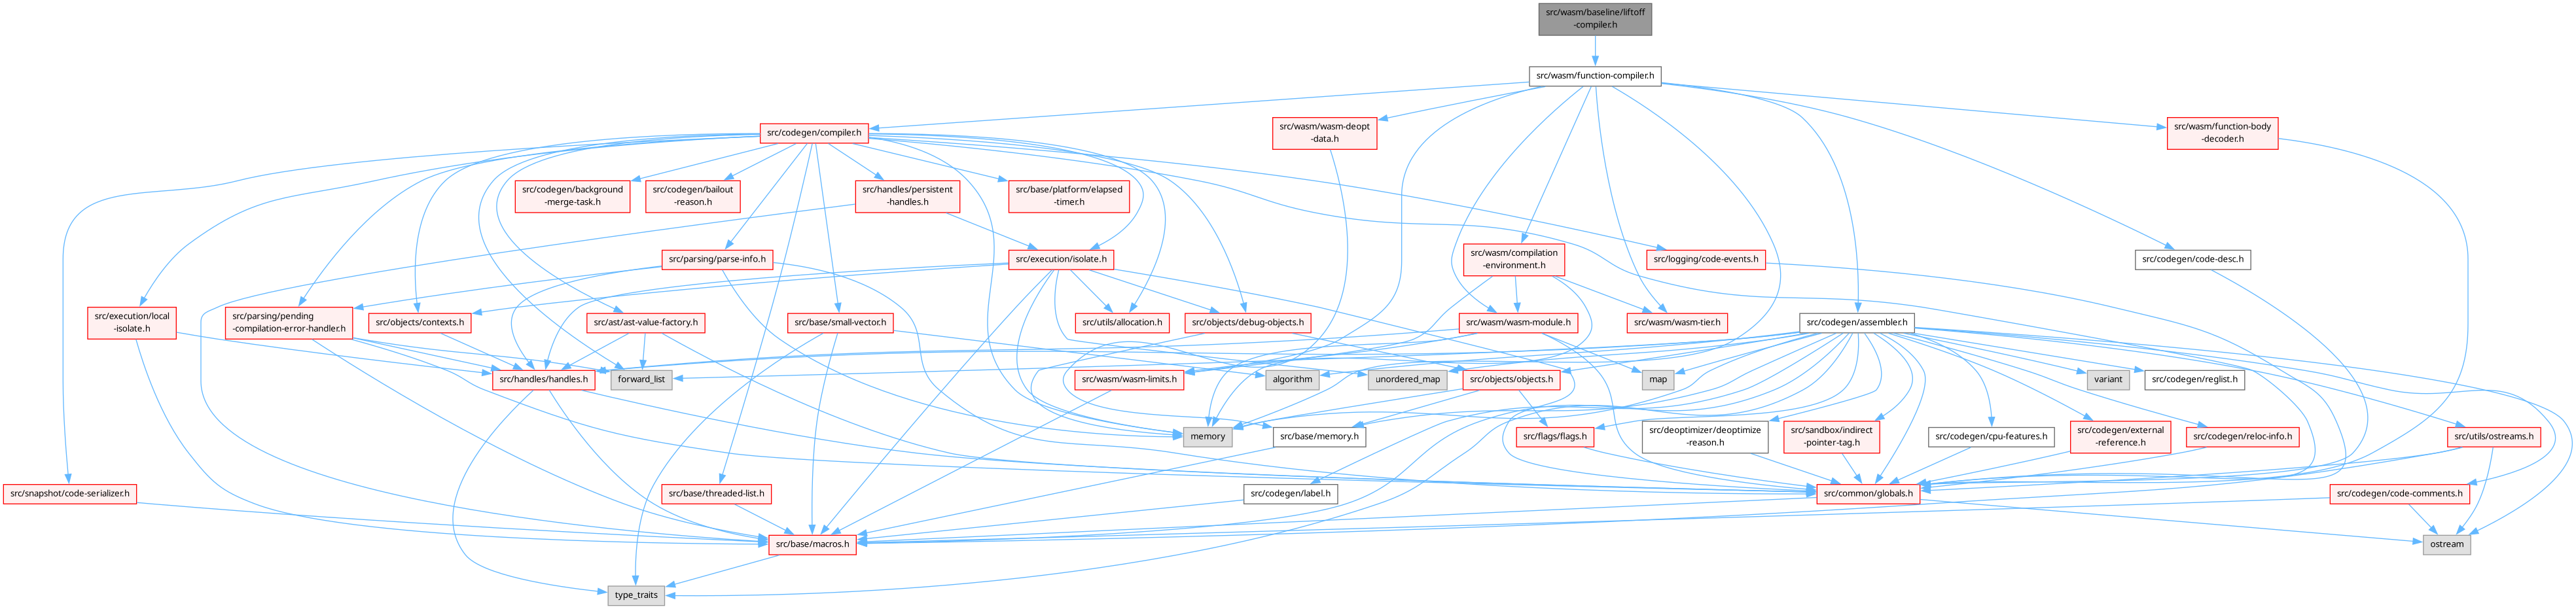 src/wasm/baseline/liftoff
-compiler.h
src/wasm/function-compiler.h
src/codegen/compiler.h
src/wasm/wasm-deopt
-data.h
src/wasm/function-body
-decoder.h
src/codegen/background
-merge-task.h
src/codegen/bailout
-reason.h
src/handles/persistent
-handles.h
src/base/platform/elapsed
-timer.h
src/parsing/parse-info.h
src/execution/isolate.h
src/wasm/compilation
-environment.h
src/logging/code-events.h
src/codegen/code-desc.h
src/execution/local
-isolate.h
src/parsing/pending
-compilation-error-handler.h
src/objects/contexts.h
src/ast/ast-value-factory.h
src/base/small-vector.h
src/utils/allocation.h
src/objects/debug-objects.h
src/wasm/wasm-module.h
src/wasm/wasm-tier.h
src/codegen/assembler.h
src/handles/handles.h
forward_list
src/wasm/wasm-limits.h
algorithm
unordered_map
src/objects/objects.h
map
variant
src/codegen/reglist.h
memory
src/base/memory.h
src/flags/flags.h
src/deoptimizer/deoptimize
-reason.h
src/sandbox/indirect
-pointer-tag.h
src/codegen/cpu-features.h
src/codegen/external
-reference.h
src/codegen/reloc-info.h
src/utils/ostreams.h
src/snapshot/code-serializer.h
src/base/threaded-list.h
src/codegen/label.h
src/common/globals.h
src/codegen/code-comments.h
src/base/macros.h
ostream
type_traits